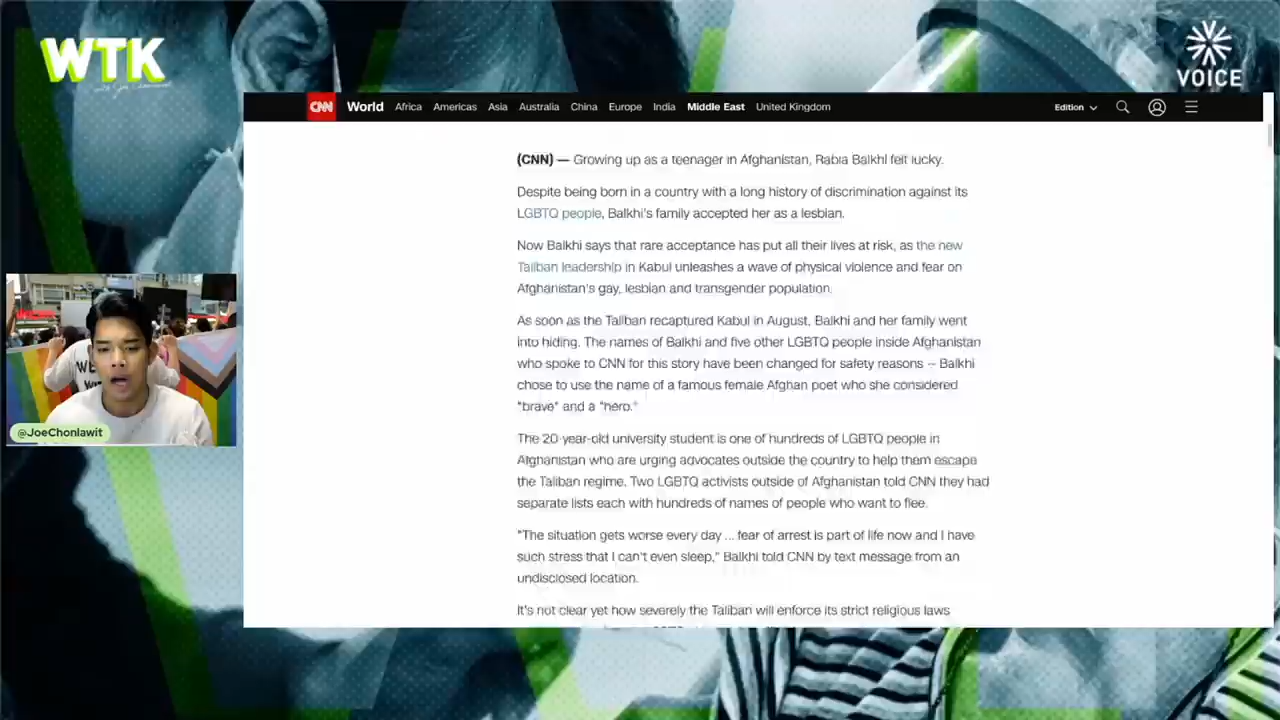 WTK
with Joe Chonlawit
VOICE
CNN World Africa Americas Asia Australia China Europe India Middle East United Kingdom Edition
(CNN) — Growing up as a teenager in Afghanistan, Rabia Balkhi felt lucky.
Despite being born in a country with a long history of discrimination against its
LGBTQ people, Balkhi's family accepted her as a lesbian.
Now Balkhi says that rare acceptance has put all their lives at risk, as the new
Taliban leadership in Kabul unleashes a wave of physical violence and fear on
Afghanistan's gay, lesbian and transgender population.
As soon as the Taliban recaptured Kabul in August, Balkhi and her family went
into hiding. The names of Balkhi and five other LGBTQ people inside Afghanistan
who spoke to CNN for this story have been changed for safety reasons -- Balkhi
chose to use the name of a famous female Afghan poet who she considered
"brave" and a "hero."
The 20-year-old university student is one of hundreds of LGBTQ people in
Afghanistan who are urging advocates outside the country to help them escape
the Taliban regime. Two LGBTQ activists outside of Afghanistan told CNN they had
separate lists each with hundreds of names of people who want to flee.
"The situation gets worse every day ... fear of arrest is part of life now and I have
such stress that I can't even sleep," Balkhi told CNN by text message from an
undisclosed location.
It's not clear yet how severely the Taliban will enforce its strict religious laws
@JoeChonlawit